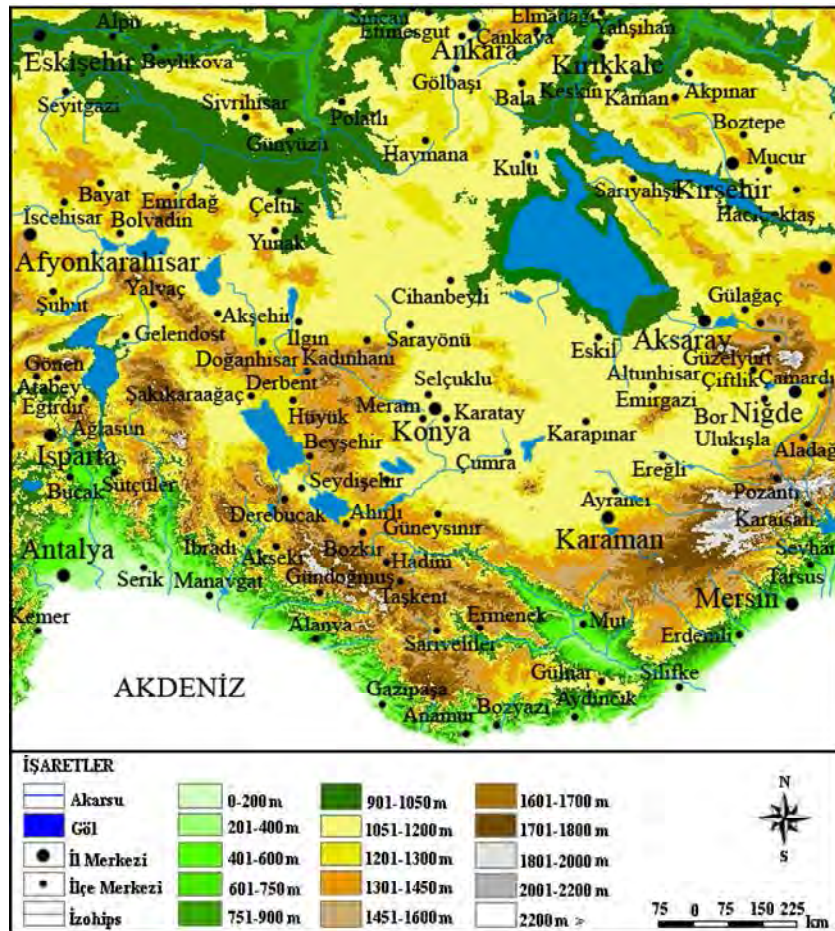 Alpu
Sincan
Etimesgut
Elmadağı
Çankaya
Yahşihan
Ankara
Eskişehir
Beylikova
Gölbaşı
Kırıkkale
Seyitgazi
Sivrihisar
Polatlı
Bala
Keskin
Kaman
Akpınar
Günyüzü
Haymana
Boztepe
Kulu
Mucur
Bayat
Emirdağ
Çeltik
Sarıyahşi
Kırşehir
Hacıbektaş
İscehisar
Bolvadin
Yunak
Afyonkarahisar
Şuhut
Yalvaç
Cihanbeyli
Akşehir
Gülağaç
Gelendost
Ilgın
Sarayönü
Eskil
Aksaray
Gönen
Doğanhisar
Kadınhanı
Güzelyurt
Atabey
Şakikaraağaç
Derbent
Selçuklu
Altunhisar
Çiftlik
Çamardı
Eğirdir
Hüyük
Meram
Karatay
Emirgazi
Bor
Niğde
Ağlasun
Konya
Karapınar
Ulukışla
Aladağ
Isparta
Beyşehir
Çumra
Ereğli
Bucak
Sütçüler
Seydişehir
Ayrancı
Pozantı
Derebucak
Ahırlı
Güneysınır
Karaman
Karaisalı
Antalya
İbradı
Akseki
Bozkır
Hadim
Seyhan
Serik
Manavgat
Gündoğmuş
Taşkent
Mersin
Tarsus
Kemer
Alanya
Ermenek
Mut
Erdemli
Sarıveliler
AKDENİZ
Gazipaşa
Gülnar
Silifke
Anamur
Bozyazı
Aydıncık
İŞARETLER
Akarsu
Göl
İl Merkezi
İlçe Merkezi
İzohips
0-200 m
201-400 m
401-600 m
601-750 m
751-900 m
901-1050 m
1051-1200 m
1201-1300 m
1301-1450 m
1451-1600 m
1601-1700 m
1701-1800 m
1801-2000 m
2001-2200 m
2200 m >
N
S
75 0 75 150 225
km